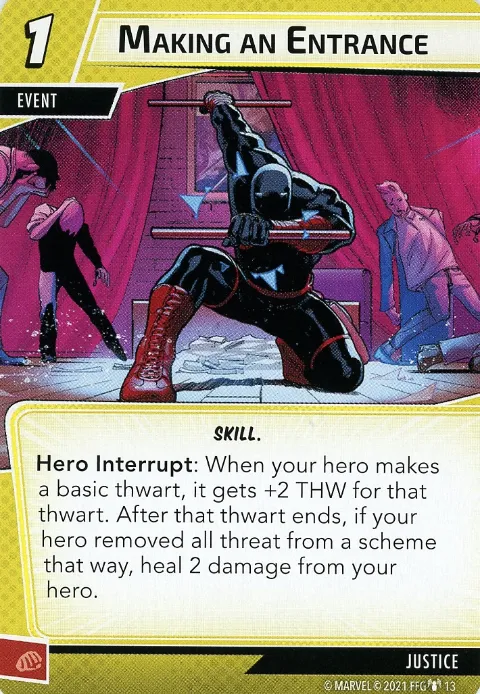 1
MAKING AN ENTRANCE
EVENT
SKILL.
Hero Interrupt: When your hero makes
a basic thwart, it gets +2 THW for that
thwart. After that thwart ends, if your
hero removed all threat from a scheme
that way, heal 2 damage from your
hero.
JUSTICE
© MARVEL © 2021 FFG 13